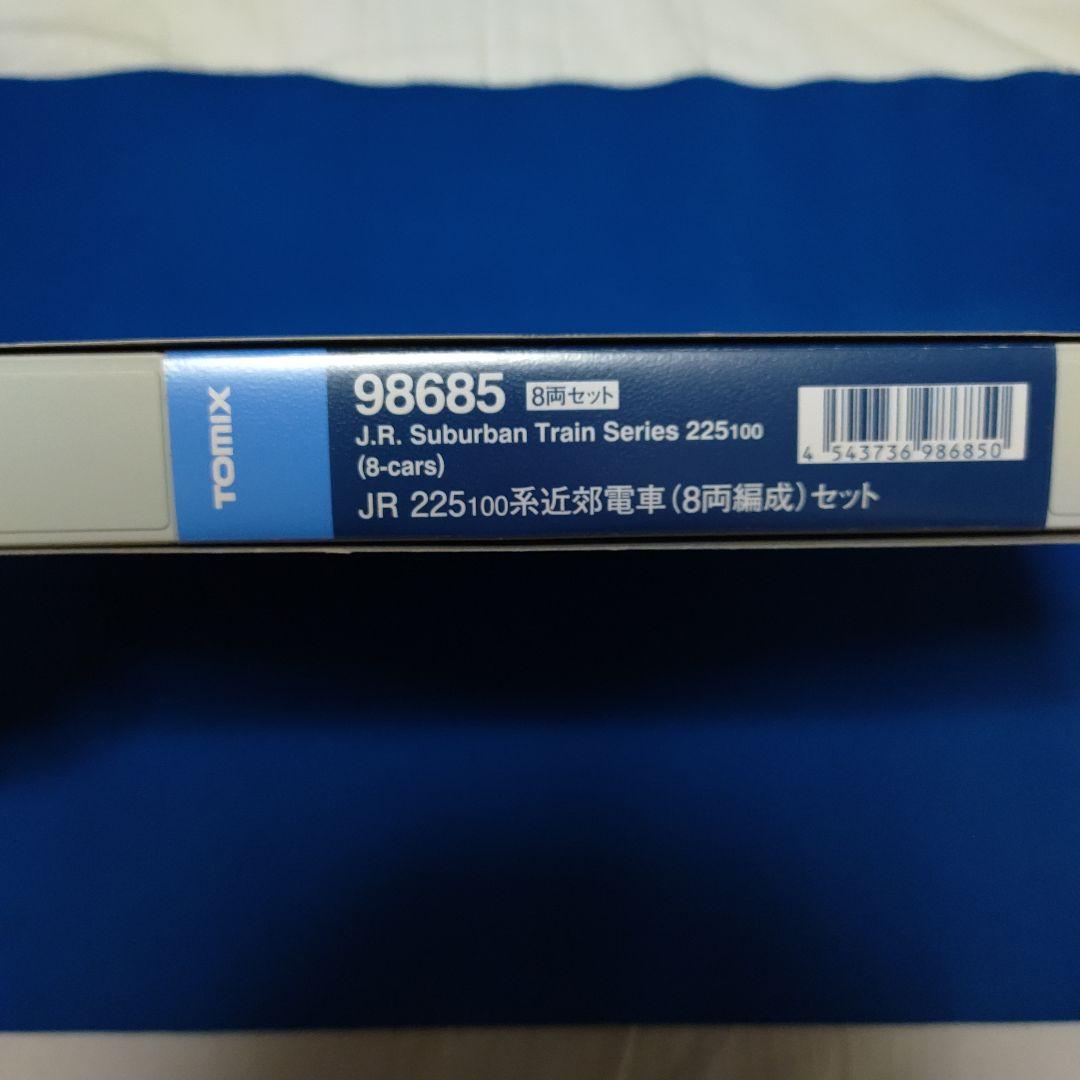 TOMIX
98685 8両セット
J.R. Suburban Train Series 225100
(8-cars)
JR 225100系近郊電車(8両編成)セット
4 543736 986850